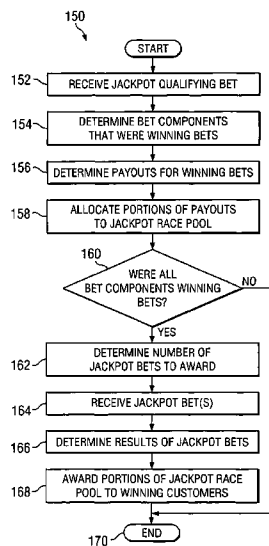 150
START
152
RECEIVE JACKPOT QUALIFYING BET
154
DETERMINE BET COMPONENTS
THAT WERE WINNING BETS
156
DETERMINE PAYOUTS FOR WINNING BETS
158
ALLOCATE PORTIONS OF PAYOUTS
TO JACKPOT RACE POOL
160
WERE ALL
BET COMPONENTS WINNING
BETS?
NO
YES
162
DETERMINE NUMBER OF
JACKPOT BETS TO AWARD
164
RECEIVE JACKPOT BET(S)
166
DETERMINE RESULTS OF JACKPOT BETS
168
AWARD PORTIONS OF JACKPOT RACE
POOL TO WINNING CUSTOMERS
170
END